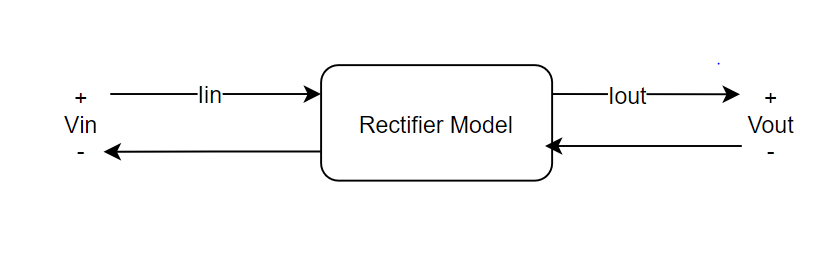 +
Vin
-
Iin
Rectifier Model
Iout
+
Vout
-